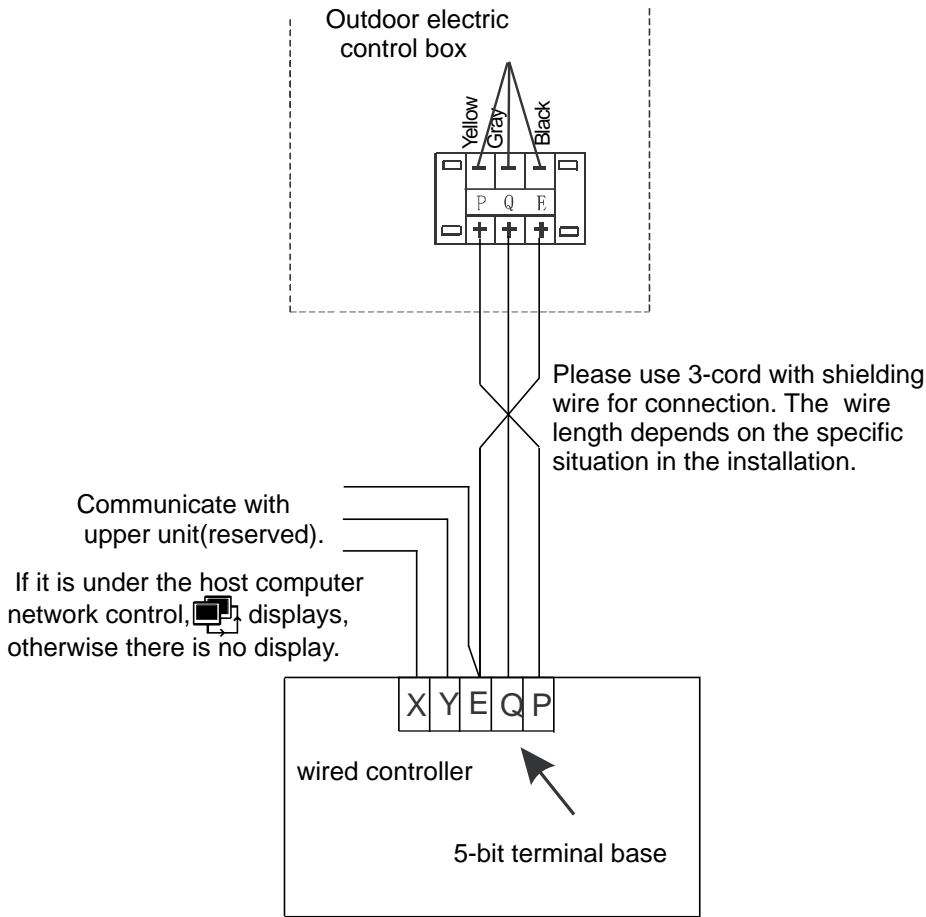 Outdoor electric
control box
Yellow
Gray
Black
P Q E
Please use 3-cord with shielding
wire for connection. The wire
length depends on the specific
situation in the installation.
Communicate with
upper unit(reserved).
If it is under the host computer
network control, displays,
otherwise there is no display.
X Y E Q P
wired controller
5-bit terminal base